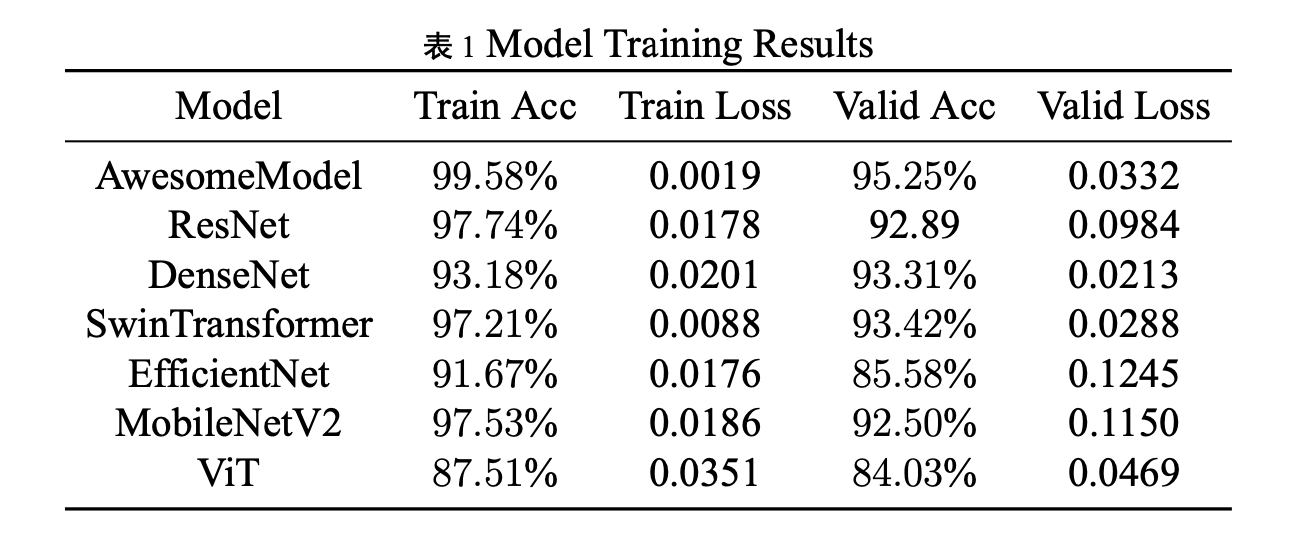 表 1 Model Training Results
Model Train Acc Train Loss Valid Acc Valid Loss
AwesomeModel 99.58% 0.0019 95.25% 0.0332
ResNet 97.74% 0.0178 92.89 0.0984
DenseNet 93.18% 0.0201 93.31% 0.0213
SwinTransformer 97.21% 0.0088 93.42% 0.0288
EfficientNet 91.67% 0.0176 85.58% 0.1245
MobileNetV2 97.53% 0.0186 92.50% 0.1150
ViT 87.51% 0.0351 84.03% 0.0469